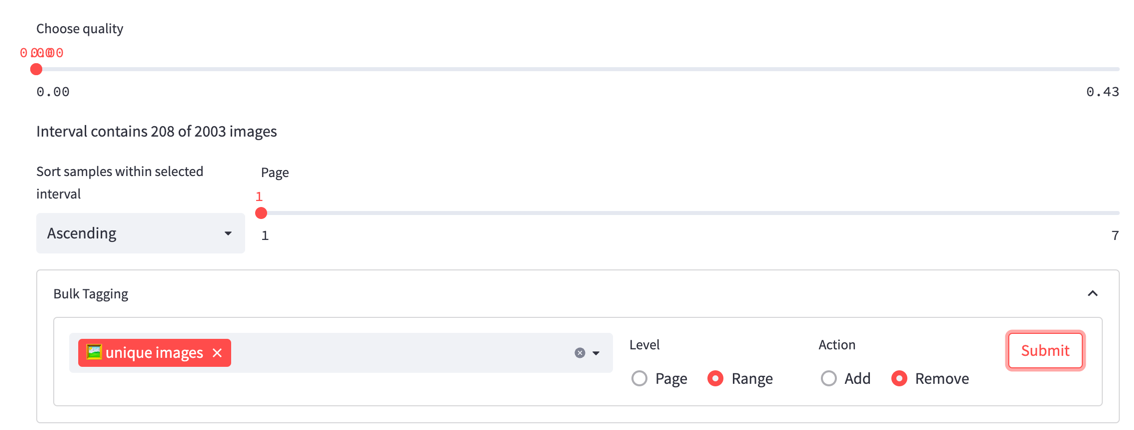 Choose quality
0.00 0.00
0.00 0.43
Interval contains 208 of 2003 images
Sort samples within selected
interval
Page
1
Ascending
1 7
Bulk Tagging
unique images
Level
Action
Submit
Page Range
Add Remove